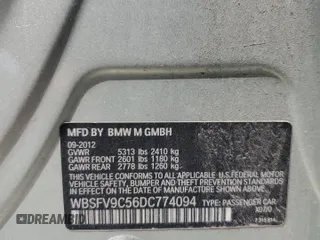 MFD BY BMW M GMBH
09-2012
GVWR 5313 lbs 2410 kg
GAWR FRONT 2601 lbs 1180 kg
GAWR REAR 2778 lbs 1260 kg
THIS VEHICLE CONFORMS TO ALL APPLICABLE U.S. FEDERAL MOTOR
VEHICLE SAFETY, BUMPER, AND THEFT PREVENTION STANDARDS
IN EFFECT ON THE DATE OF MANUFACTURE SHOWN ABOVE.
WBSFV9C56DC774094 TYPE: PASSENGER CAR
DREAMBID